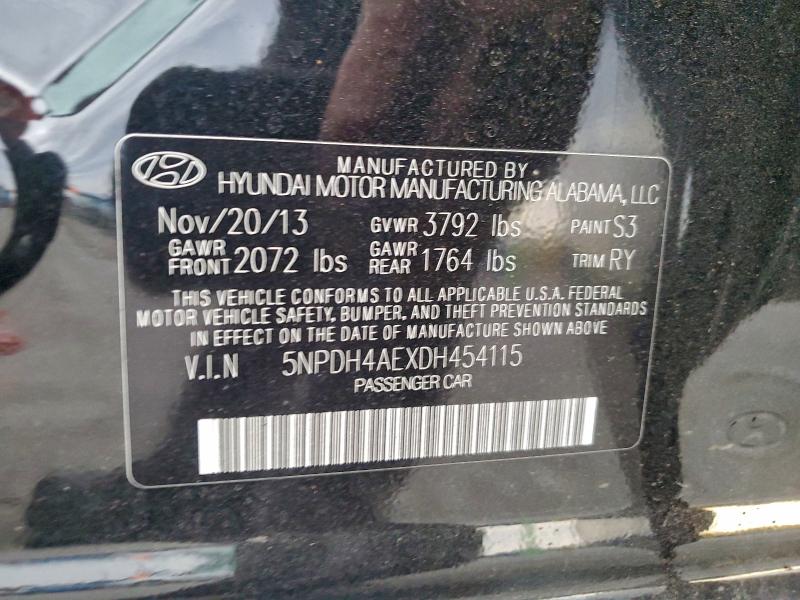 MANUFACTURED BY
HYUNDAI MOTOR MANUFACTURING ALABAMA, LLC
Nov/20/13 GVWR 3792 lbs PAINT S3
GAWR FRONT 2072 lbs GAWR REAR 1764 lbs TRIM RY
THIS VEHICLE CONFORMS TO ALL APPLICABLE U.S.A. FEDERAL
MOTOR VEHICLE SAFETY, BUMPER, AND THEFT PREVENTION STANDARDS
IN EFFECT ON THE DATE OF MANUFACTURE SHOWN ABOVE
V.I.N 5NPDH4AEXDH454115
PASSENGER CAR